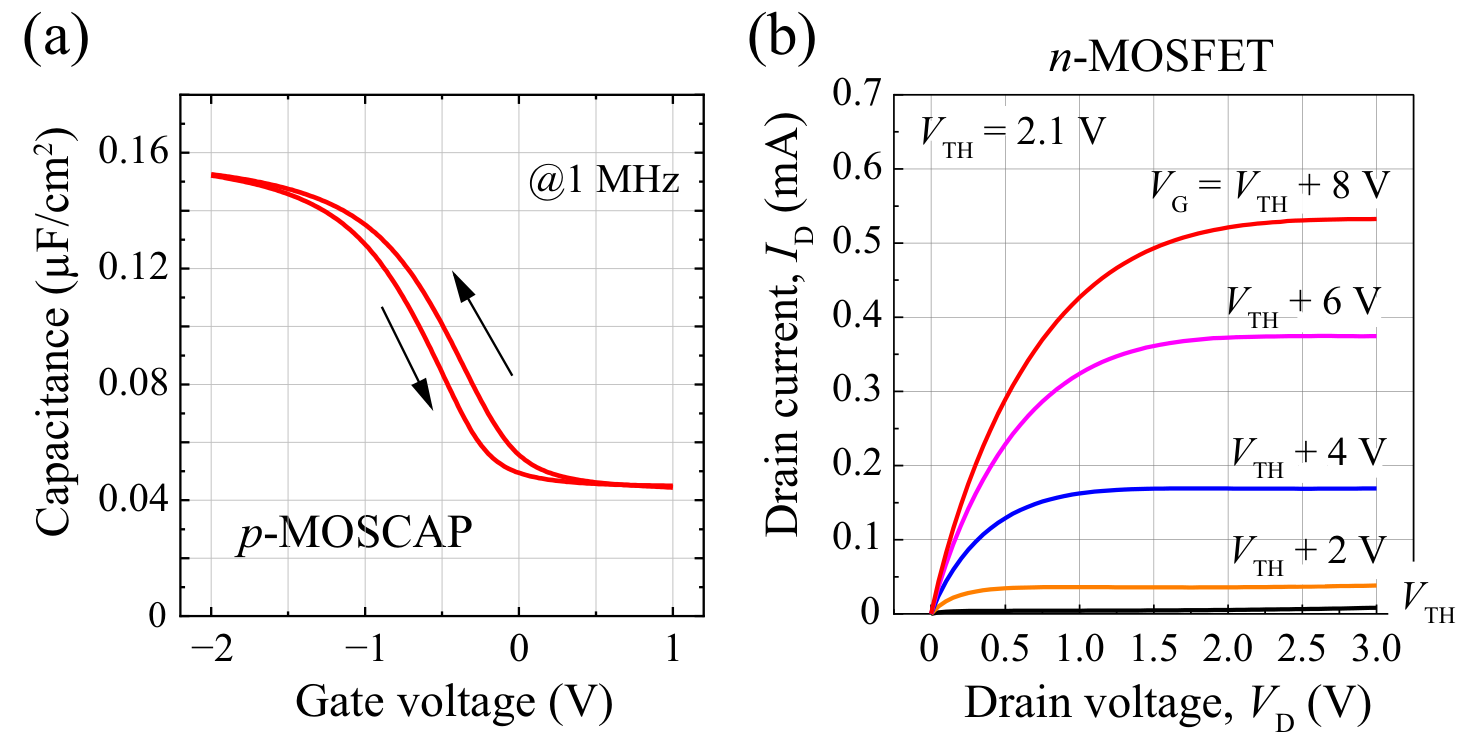 (a)
@1 MHz
p-MOSCAP
0.16
0.12
0.08
0.04
0
−2 −1 0 1
Capacitance (μF/cm²)
Gate voltage (V)
(b)
n-MOSFET
V_TH = 2.1 V
V_G = V_TH + 8 V
V_TH + 6 V
V_TH + 4 V
V_TH + 2 V
V_TH
0.7
0.6
0.5
0.4
0.3
0.2
0.1
0
0 0.5 1.0 1.5 2.0 2.5 3.0
Drain current, I_D (mA)
Drain voltage, V_D (V)